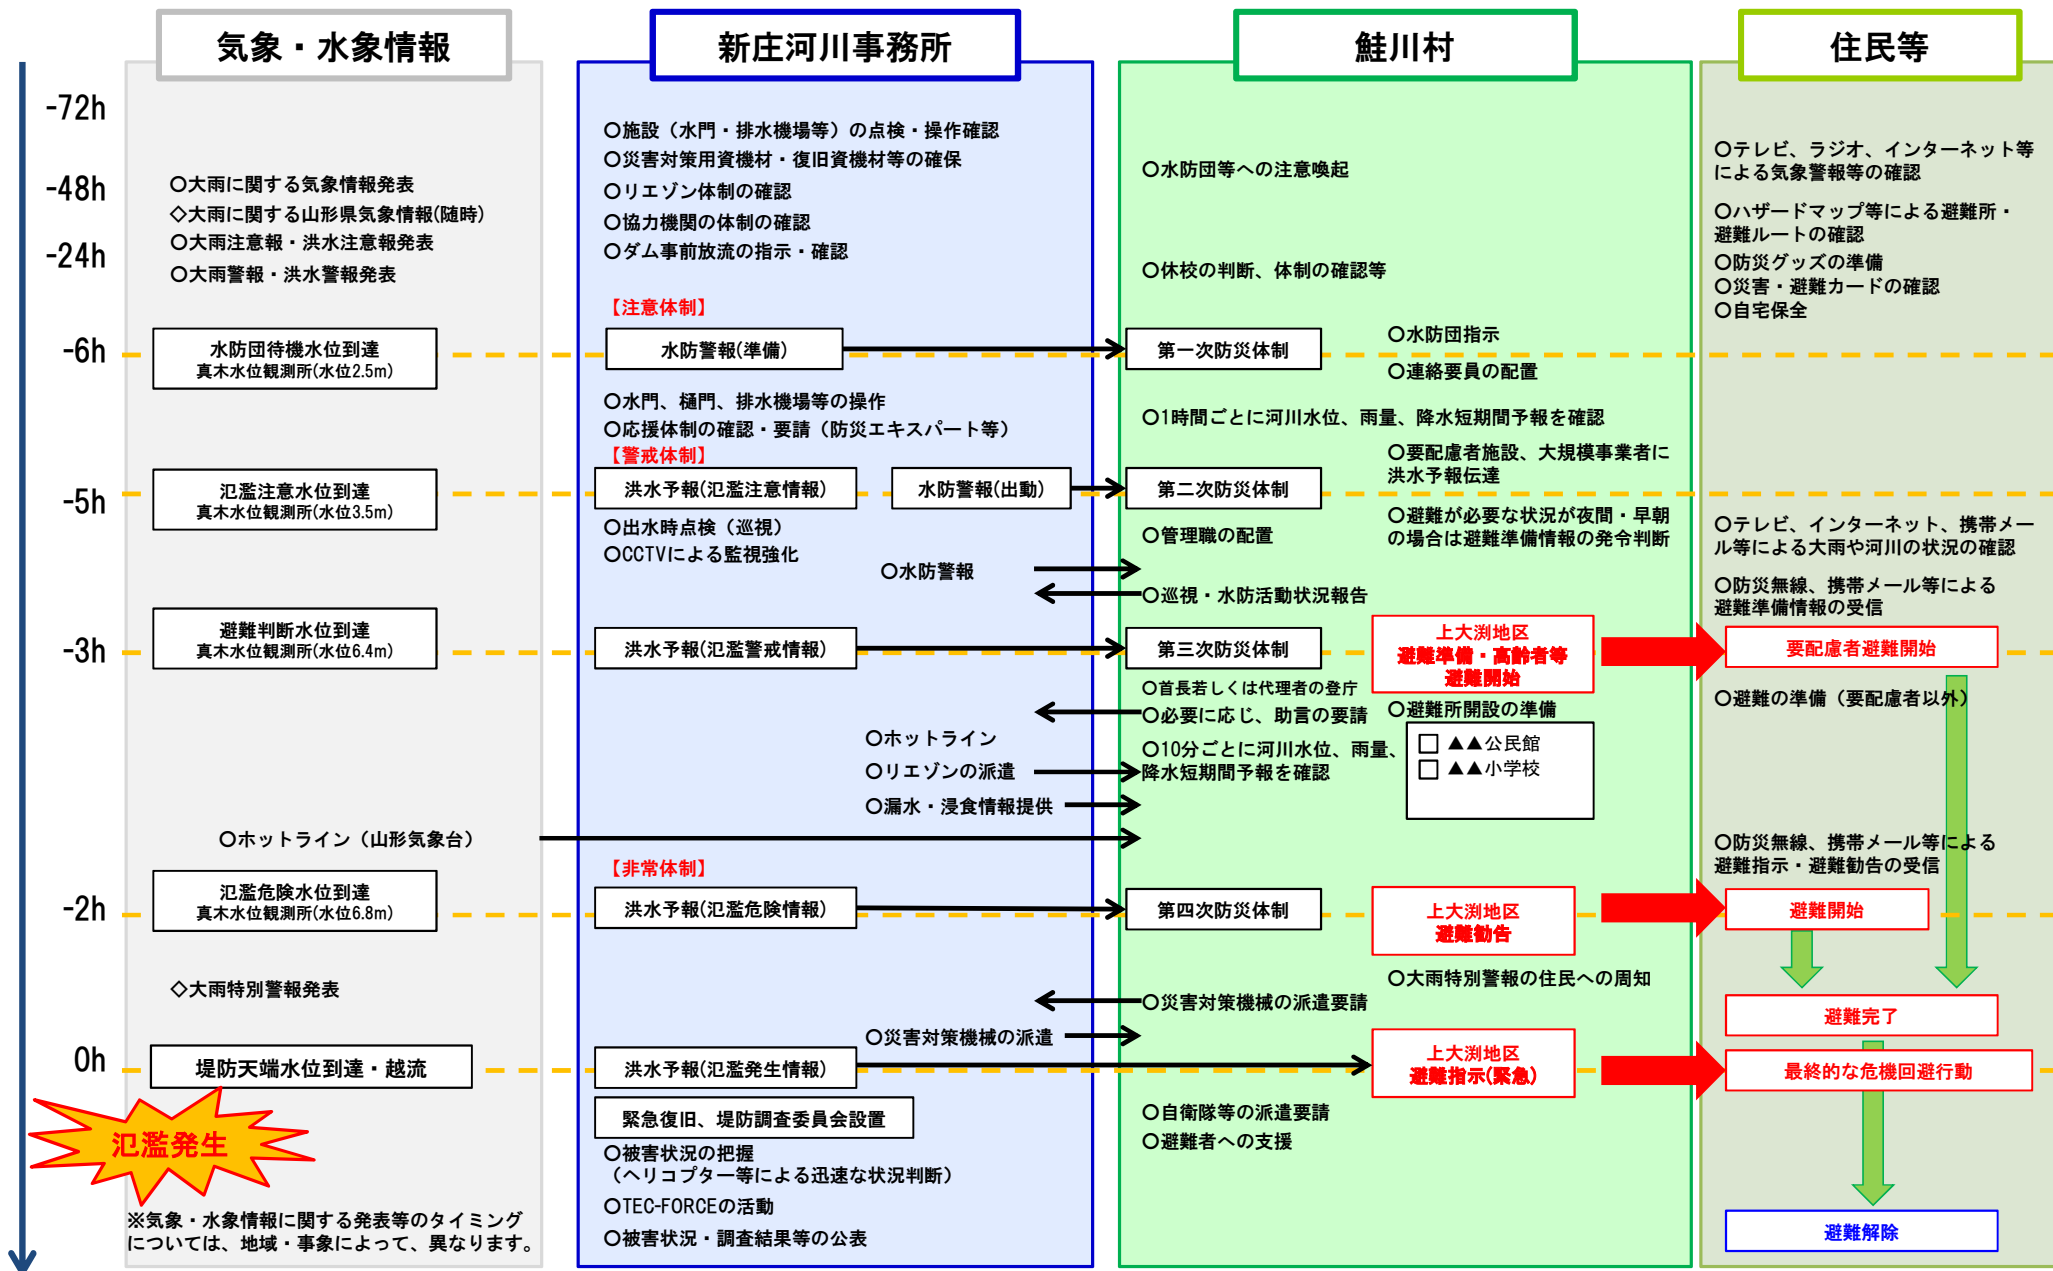 気象・水象情報
新庄河川事務所
鮭川村
住民等
-72h
-48h
-24h
-6h
-5h
-3h
-2h
0h
○大雨に関する気象情報発表
◇大雨に関する山形県気象情報(随時)
○大雨注意報・洪水注意報発表
○大雨警報・洪水警報発表
水防団待機水位到達
真木水位観測所(水位2.5m)
氾濫注意水位到達
真木水位観測所(水位3.5m)
避難判断水位到達
真木水位観測所(水位6.4m)
○ホットライン（山形気象台）
氾濫危険水位到達
真木水位観測所(水位6.8m)
◇大雨特別警報発表
堤防天端水位到達・越流
氾濫発生
※気象・水象情報に関する発表等のタイミング
については、地域・事象によって、異なります。
○施設（水門・排水機場等）の点検・操作確認
○災害対策用資機材・復旧資機材等の確保
○リエゾン体制の確認
○協力機関の体制の確認
○ダム事前放流の指示・確認
【注意体制】
水防警報(準備)
○水門、樋門、排水機場等の操作
○応援体制の確認・要請（防災エキスパート等）
【警戒体制】
洪水予報(氾濫注意情報)
水防警報(出動)
○出水時点検（巡視）
○CCTVによる監視強化
○水防警報
洪水予報(氾濫警戒情報)
○ホットライン
○リエゾンの派遣
○漏水・浸食情報提供
【非常体制】
洪水予報(氾濫危険情報)
○災害対策機械の派遣
洪水予報(氾濫発生情報)
緊急復旧、堤防調査委員会設置
○被害状況の把握
（ヘリコプター等による迅速な状況判断）
○TEC-FORCEの活動
○被害状況・調査結果等の公表
○水防団等への注意喚起
○休校の判断、体制の確認等
第一次防災体制
○水防団指示
○連絡要員の配置
○1時間ごとに河川水位、雨量、降水短期間予報を確認
第二次防災体制
○要配慮者施設、大規模事業者に
洪水予報伝達
○管理職の配置
○避難が必要な状況が夜間・早朝
の場合は避難準備情報の発令判断
○巡視・水防活動状況報告
第三次防災体制
上大渕地区
避難準備・高齢者等
避難開始
○首長若しくは代理者の登庁
○必要に応じ、助言の要請
○避難所開設の準備
○10分ごとに河川水位、雨量、
降水短期間予報を確認
□ ▲▲公民館
□ ▲▲小学校
第四次防災体制
上大渕地区
避難勧告
○大雨特別警報の住民への周知
○災害対策機械の派遣要請
上大渕地区
避難指示(緊急)
○自衛隊等の派遣要請
○避難者への支援
○テレビ、ラジオ、インターネット等
による気象警報等の確認
○ハザードマップ等による避難所・
避難ルートの確認
○防災グッズの準備
○災害・避難カードの確認
○自宅保全
○テレビ、インターネット、携帯メー
ル等による大雨や河川の状況の確認
○防災無線、携帯メール等による
避難準備情報の受信
要配慮者避難開始
○避難の準備（要配慮者以外）
○防災無線、携帯メール等による
避難指示・避難勧告の受信
避難開始
避難完了
最終的な危機回避行動
避難解除